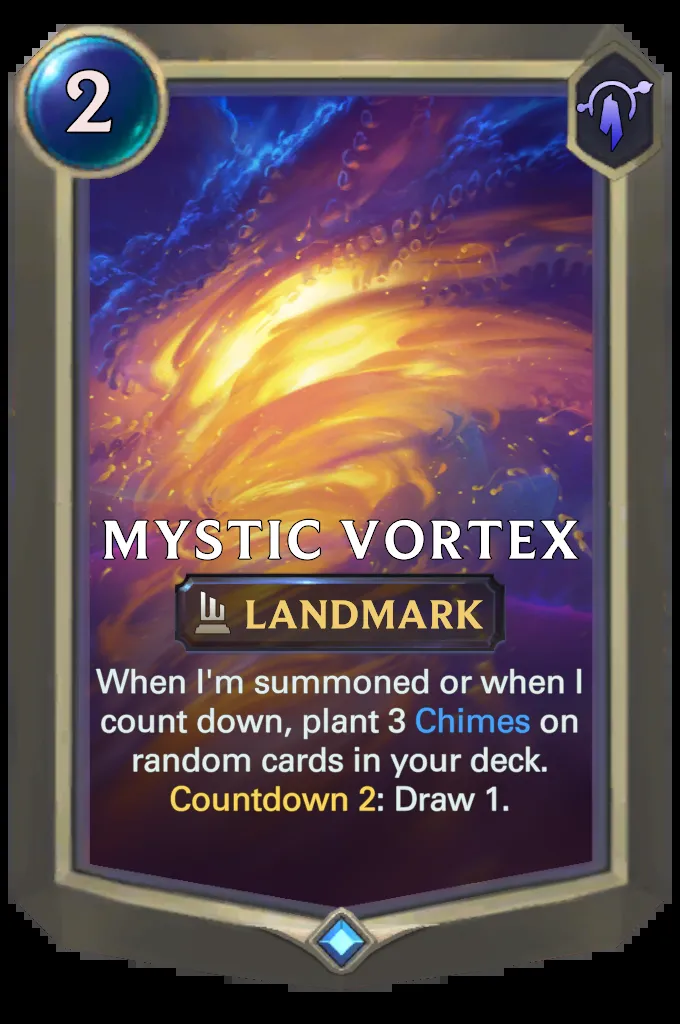 2
MYSTIC VORTEX
LANDMARK
When I'm summoned or when I
count down, plant 3 Chimes on
random cards in your deck.
Countdown 2: Draw 1.